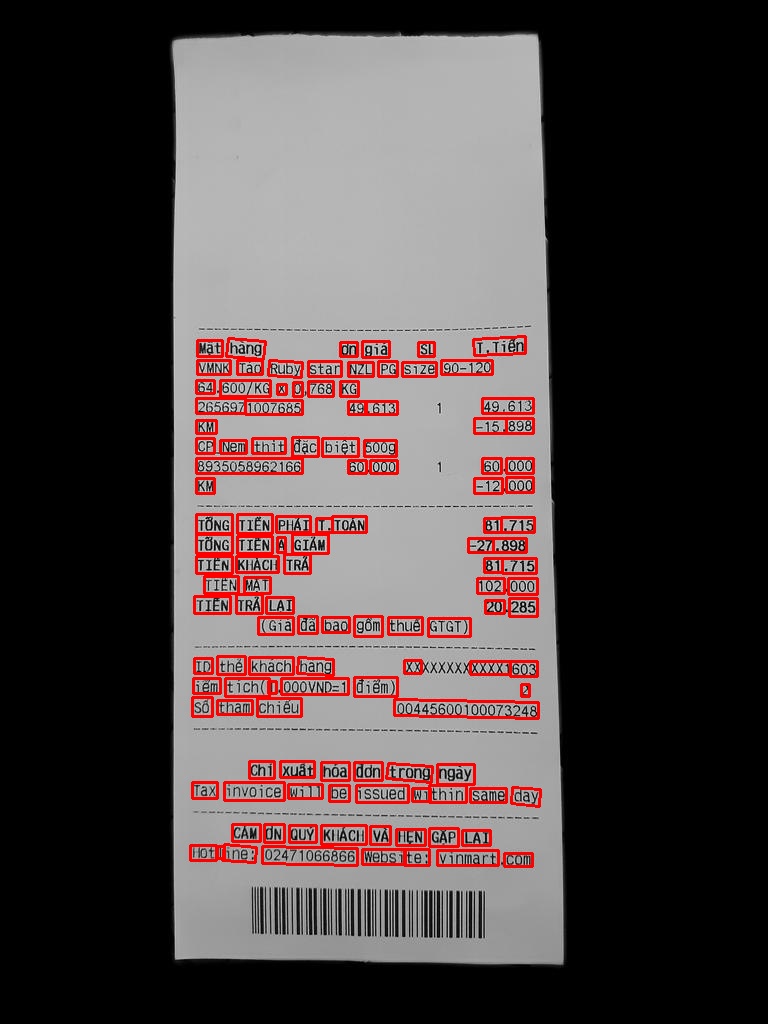 Mặt hàng ơn giá SL T.Tiền
VMNK Táo Ruby star NZL PG size 90-120
64.600/KG x 0,768 KG
2656971007685 49.613 1 49.613
KM -15.898
CP Nem thịt đặc biệt 500g
8935058962166 60.000 1 60.000
KM -12.000
TỔNG TIỀN PHẢI T.TOÁN 81.715
TỔNG TIỀN GIẢM -27.898
TIỀN KHÁCH TRẢ 81.715
TIỀN MẶT 102.000
TIỀN TRẢ LẠI 20.285
(Giá đã bao gồm thuế GTGT)
ID thẻ khách hàng XXXXXXXXXXXX1603
iểm tích( .000VND=1 điểm) 2
Số tham chiếu 00445600100073248
Chỉ xuất hóa đơn trong ngày
Tax invoice will be issued within same day
CẢM ƠN QUÝ KHÁCH VÀ HẸN GẶP LẠI
Hotline: 02471066866 Website: vinmart.com